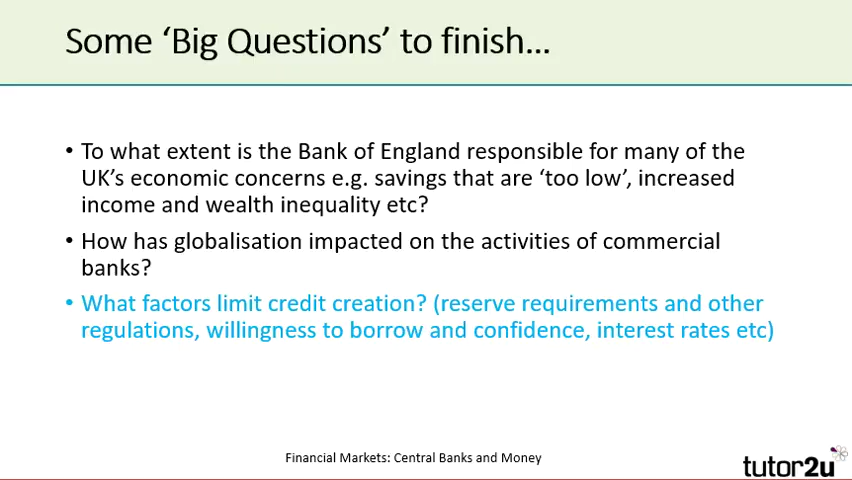 Some ‘Big Questions’ to finish…
• To what extent is the Bank of England responsible for many of the
UK’s economic concerns e.g. savings that are ‘too low’, increased
income and wealth inequality etc?
• How has globalisation impacted on the activities of commercial
banks?
• What factors limit credit creation? (reserve requirements and other
regulations, willingness to borrow and confidence, interest rates etc)
Financial Markets: Central Banks and Money
tutor2u